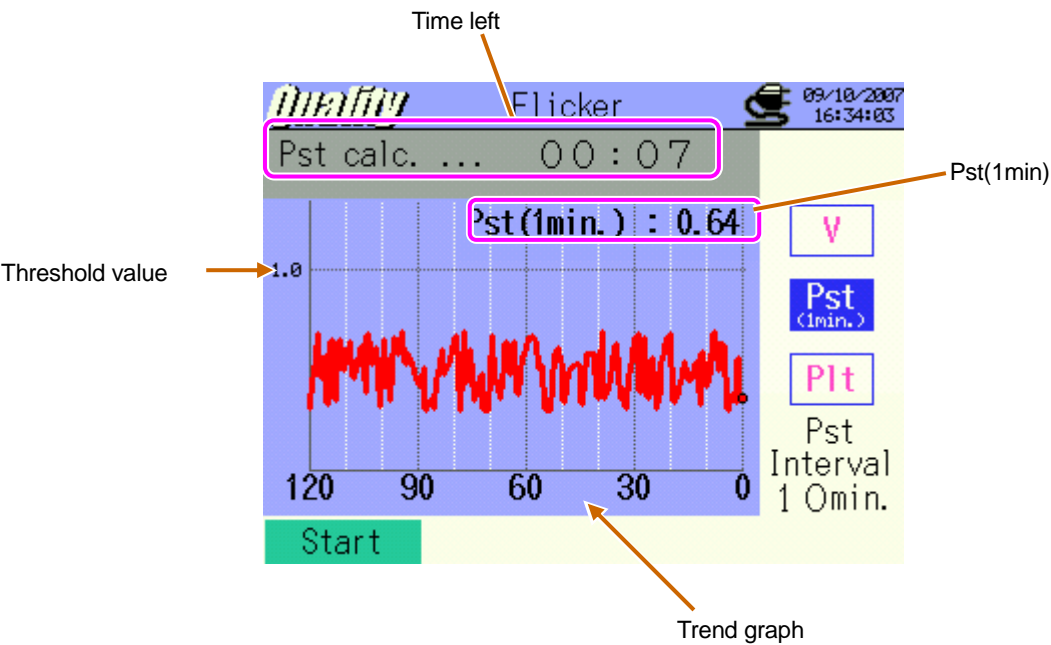 Time left
Quality Flicker 09/10/2007
16:34:03
Pst calc. ... 00:07
Pst(1min)
Pst(1min.) : 0.64
V
Threshold value
1.0
Pst
(1min.)
Plt
Pst
Interval
10min.
120 90 60 30 0
Start
Trend graph